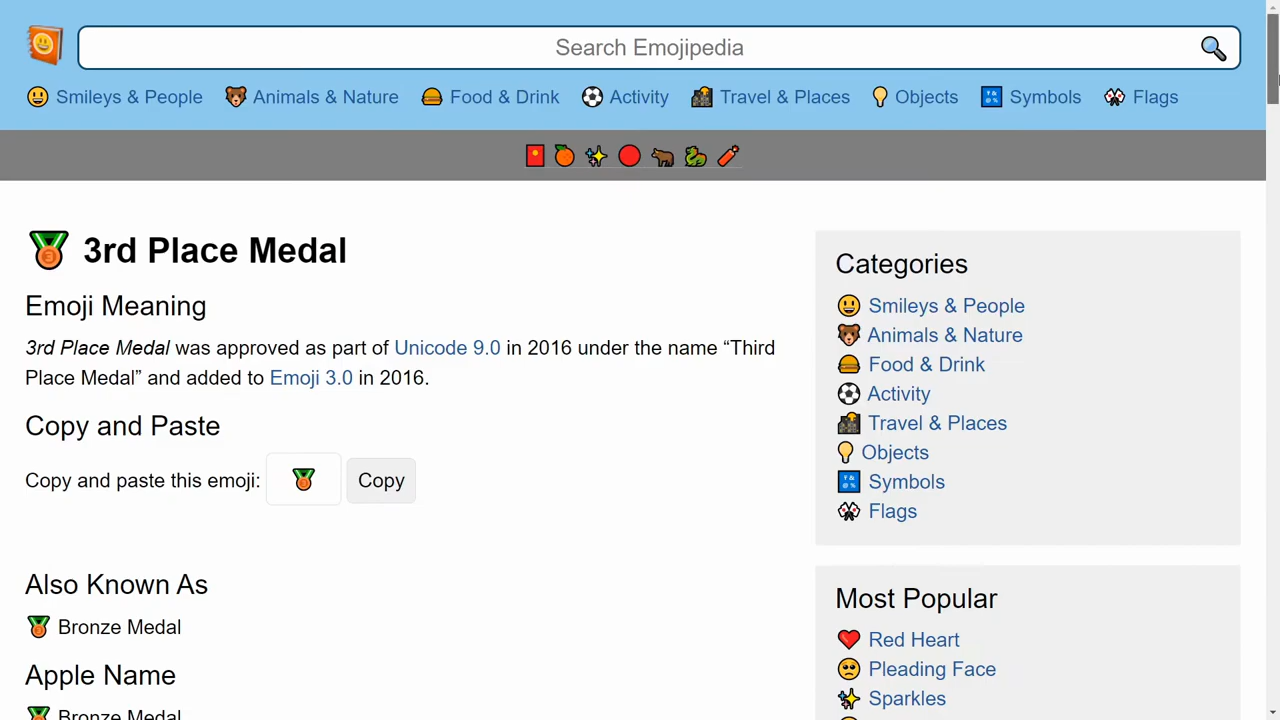 Search Emojipedia
Smileys & People Animals & Nature Food & Drink Activity Travel & Places Objects Symbols Flags
3rd Place Medal
Emoji Meaning
3rd Place Medal was approved as part of Unicode 9.0 in 2016 under the name “Third
Place Medal” and added to Emoji 3.0 in 2016.
Copy and Paste
Copy and paste this emoji: Copy
Also Known As
Bronze Medal
Apple Name
Bronze Medal
Categories
Smileys & People
Animals & Nature
Food & Drink
Activity
Travel & Places
Objects
Symbols
Flags
Most Popular
Red Heart
Pleading Face
Sparkles